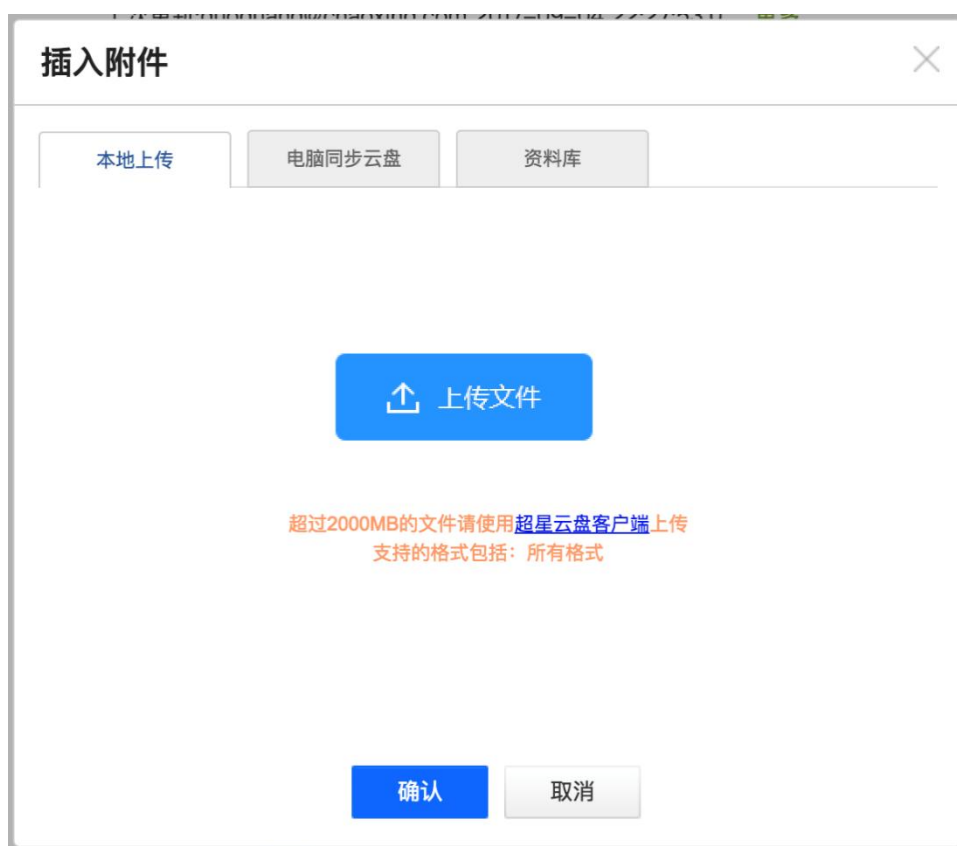 插入附件
本地上传
电脑同步云盘
资料库
上传文件
超过2000MB的文件请使用超星云盘客户端上传
支持的格式包括：所有格式
确认
取消